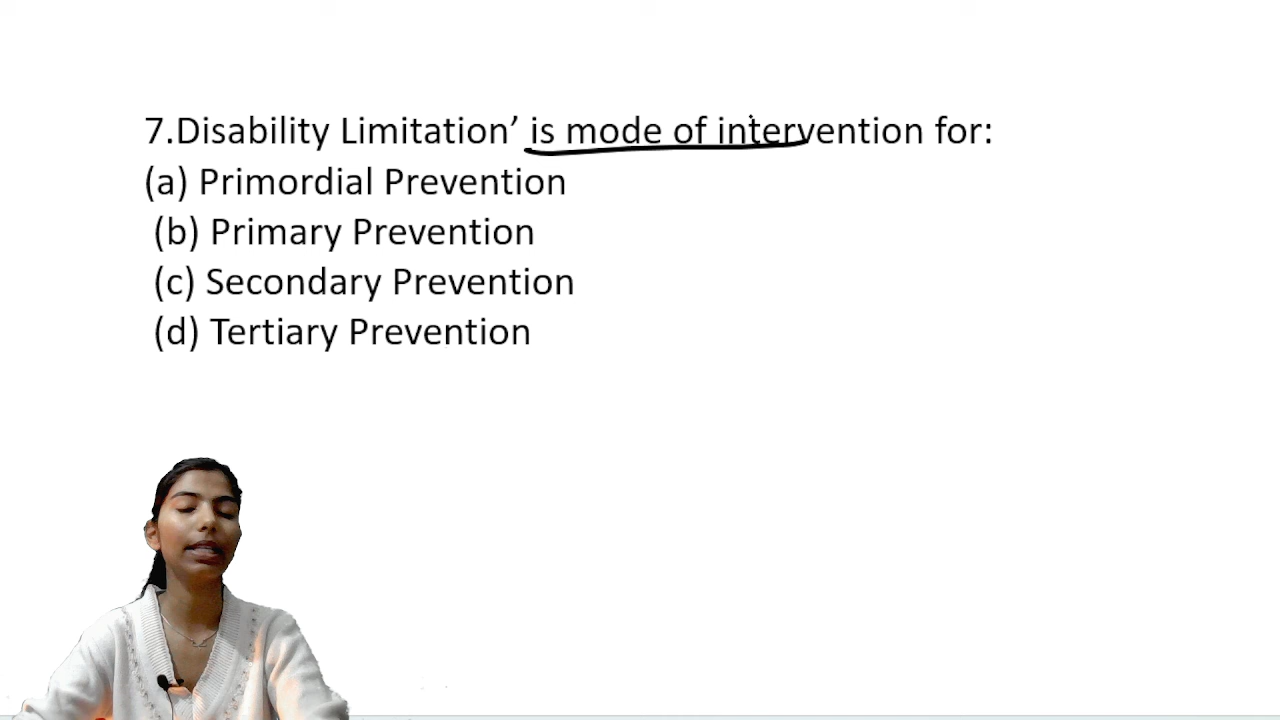 7.Disability Limitation’ is mode of intervention for:
(a) Primordial Prevention
(b) Primary Prevention
(c) Secondary Prevention
(d) Tertiary Prevention